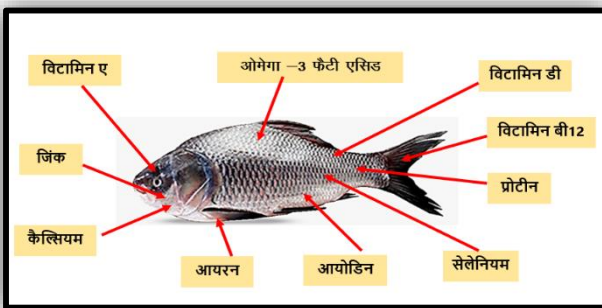 विटामिन ए
ओमेगा –3 फैटी एसिड
विटामिन डी
विटामिन बी12
जिंक
प्रोटीन
कैल्सियम
आयरन
आयोडिन
सेलेनियम